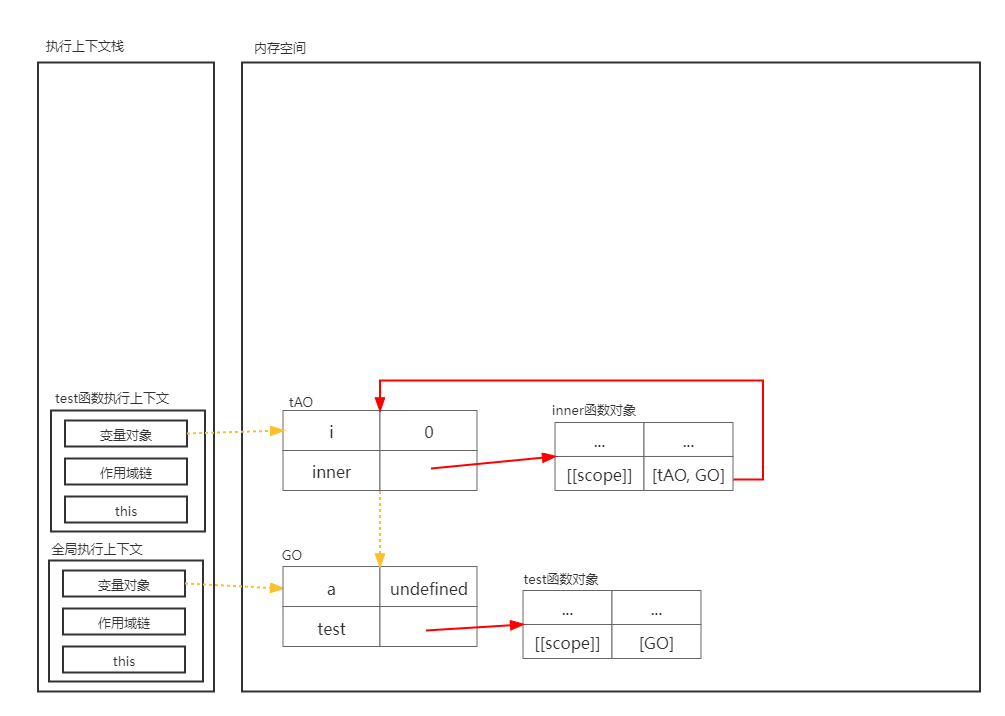 执行上下文栈
内存空间
test函数执行上下文
变量对象
作用域链
this
全局执行上下文
变量对象
作用域链
this
tAO
i 0
inner
inner函数对象
... ...
[[scope]] [tAO, GO]
GO
a undefined
test
test函数对象
... ...
[[scope]] [GO]